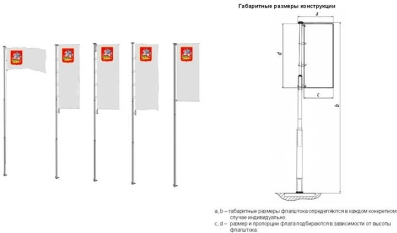 Габаритные размеры конструкции
a
d
c
b
a, b – габаритные размеры флагштока определяются в каждом конкретном
случае индивидуально.
c, d – размер и пропорции флага подбираются в зависимости от высоты
флагштока.